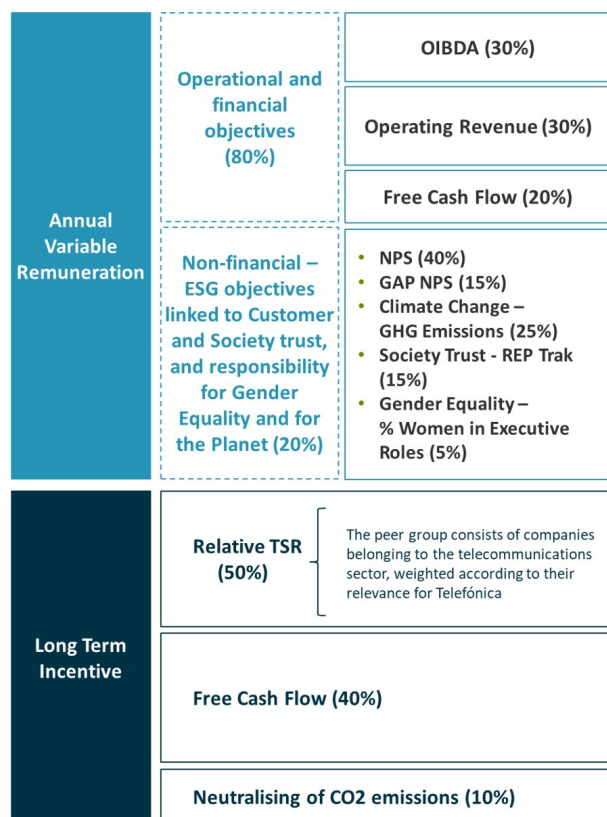 Annual
Variable
Remuneration
Operational and
financial
objectives
(80%)
OIBDA (30%)
Operating Revenue (30%)
Free Cash Flow (20%)
Non-financial –
ESG objectives
linked to Customer
and Society trust,
and responsibility
for Gender
Equality and for
the Planet (20%)
• NPS (40%)
• GAP NPS (15%)
• Climate Change –
GHG Emissions (25%)
• Society Trust - REP Trak
(15%)
• Gender Equality –
% Women in Executive
Roles (5%)
Long Term
Incentive
Relative TSR
(50%)
The peer group consists of companies
belonging to the telecommunications
sector, weighted according to their
relevance for Telefónica
Free Cash Flow (40%)
Neutralising of CO2 emissions (10%)